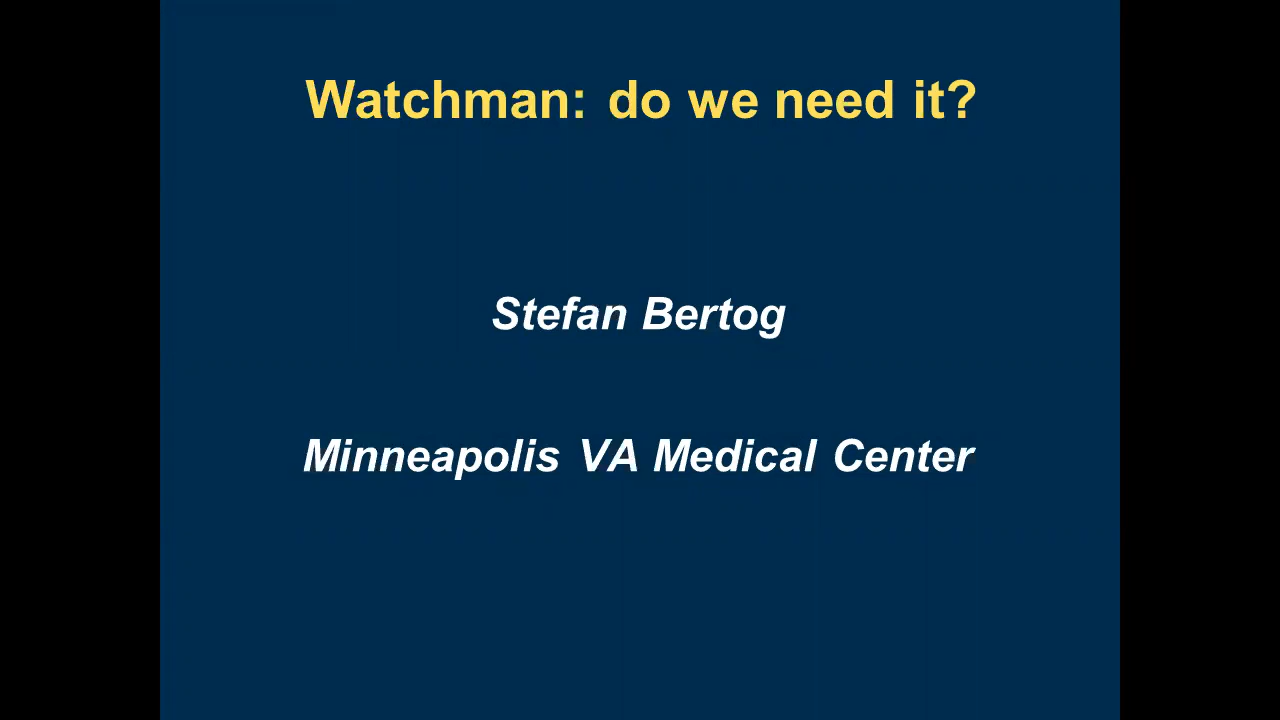 Watchman: do we need it?
Stefan Bertog
Minneapolis VA Medical Center